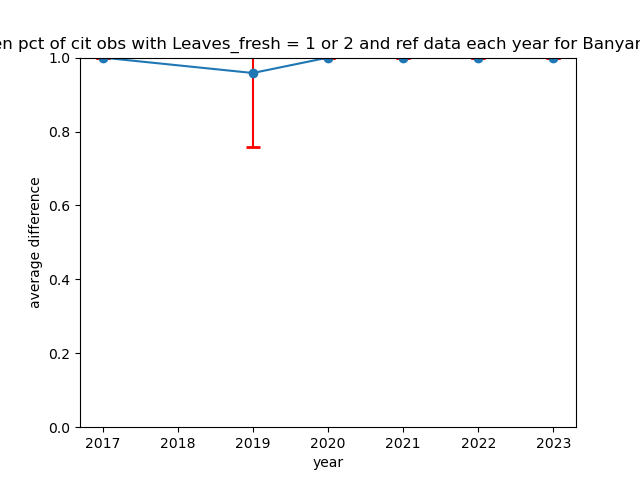 en pct of cit obs with Leaves_fresh = 1 or 2 and ref data each year for Banyan
1.0
0.8
0.6
0.4
0.2
0.0
average difference
2017 2018 2019 2020 2021 2022 2023
year